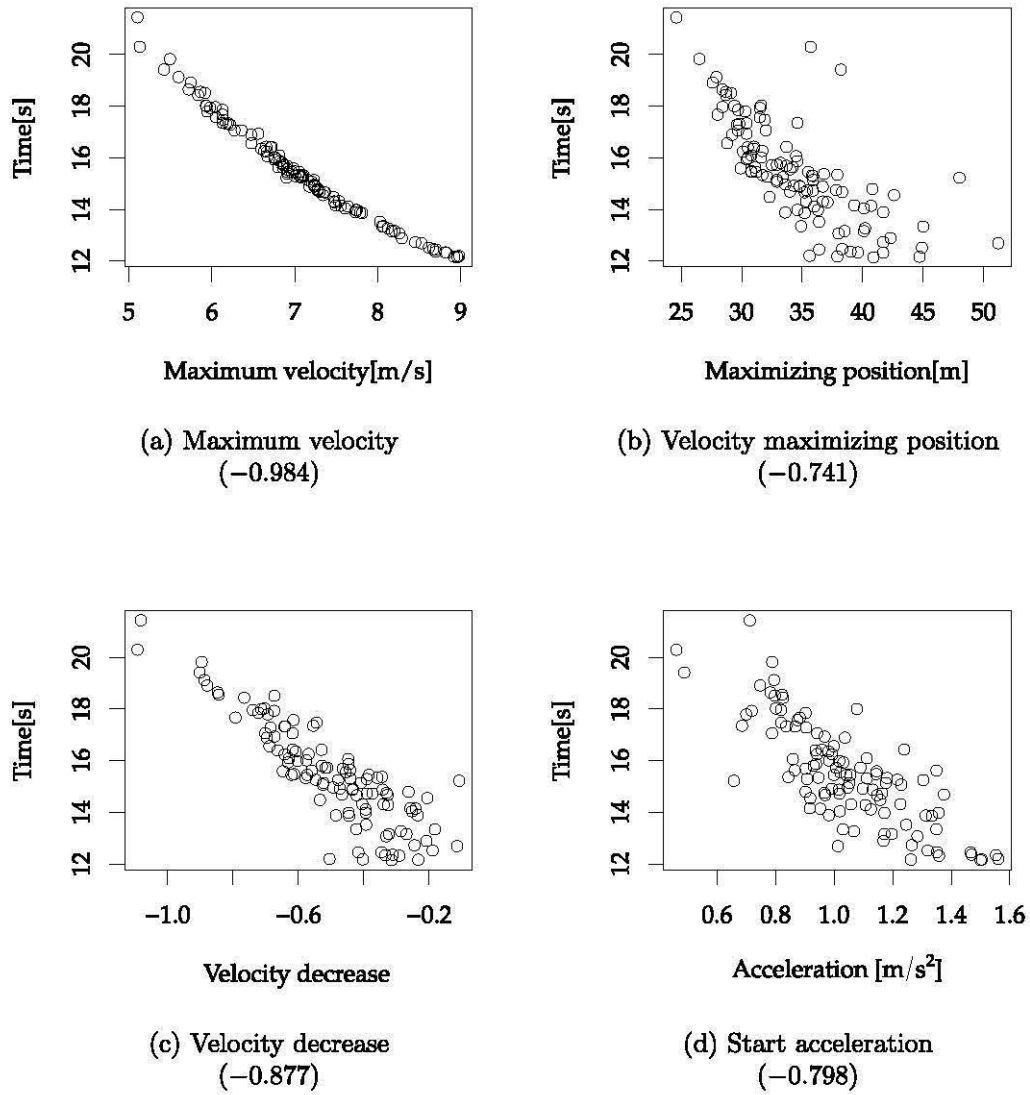 Time[s]
12 14 16 18 20
5 6 7 8 9
Maximum velocity[m/s]
(a) Maximum velocity
(−0.984)
Time[s]
12 14 16 18 20
25 30 35 40 45 50
Maximizing position[m]
(b) Velocity maximizing position
(−0.741)
Time[s]
12 14 16 18 20
−1.0 −0.6 −0.2
Velocity decrease
(c) Velocity decrease
(−0.877)
Time[s]
12 14 16 18 20
0.6 0.8 1.0 1.2 1.4 1.6
Acceleration [m/s²]
(d) Start acceleration
(−0.798)